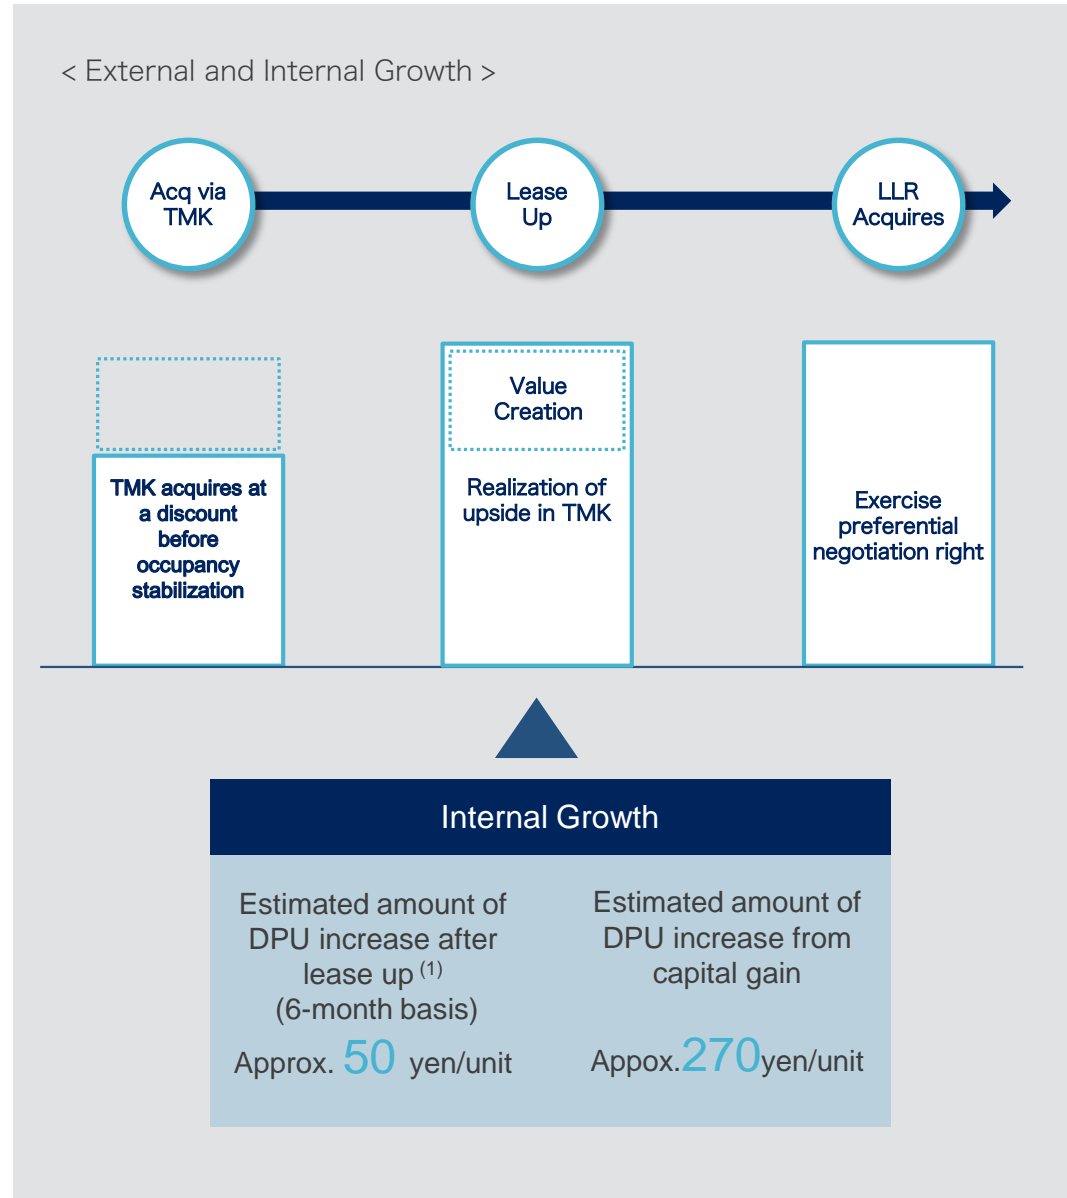 < External and Internal Growth >
Acq via
TMK
Lease
Up
LLR
Acquires
TMK acquires at
a discount
before
occupancy
stabilization
Value
Creation
Realization of
upside in TMK
Exercise
preferential
negotiation right
Internal Growth
Estimated amount of
DPU increase after
lease up (1)
(6-month basis)
Approx. 50 yen/unit
Estimated amount of
DPU increase from
capital gain
Appox.270yen/unit